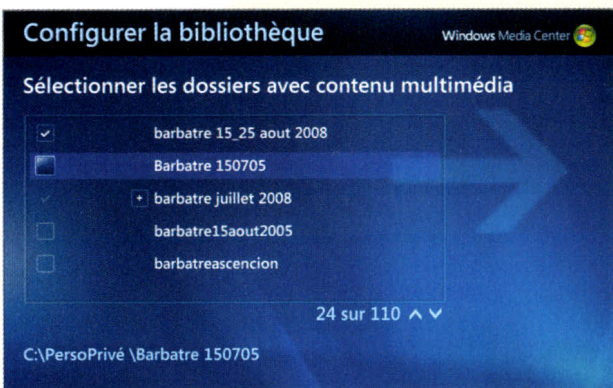 Configurer la bibliothèque
Windows Media Center
Sélectionner les dossiers avec contenu multimédia
barbatre 15_25 aout 2008
Barbatre 150705
+ barbatre juillet 2008
barbatre15aout2005
barbatreascencion
24 sur 110
C:\PersoPrivé \Barbatre 150705